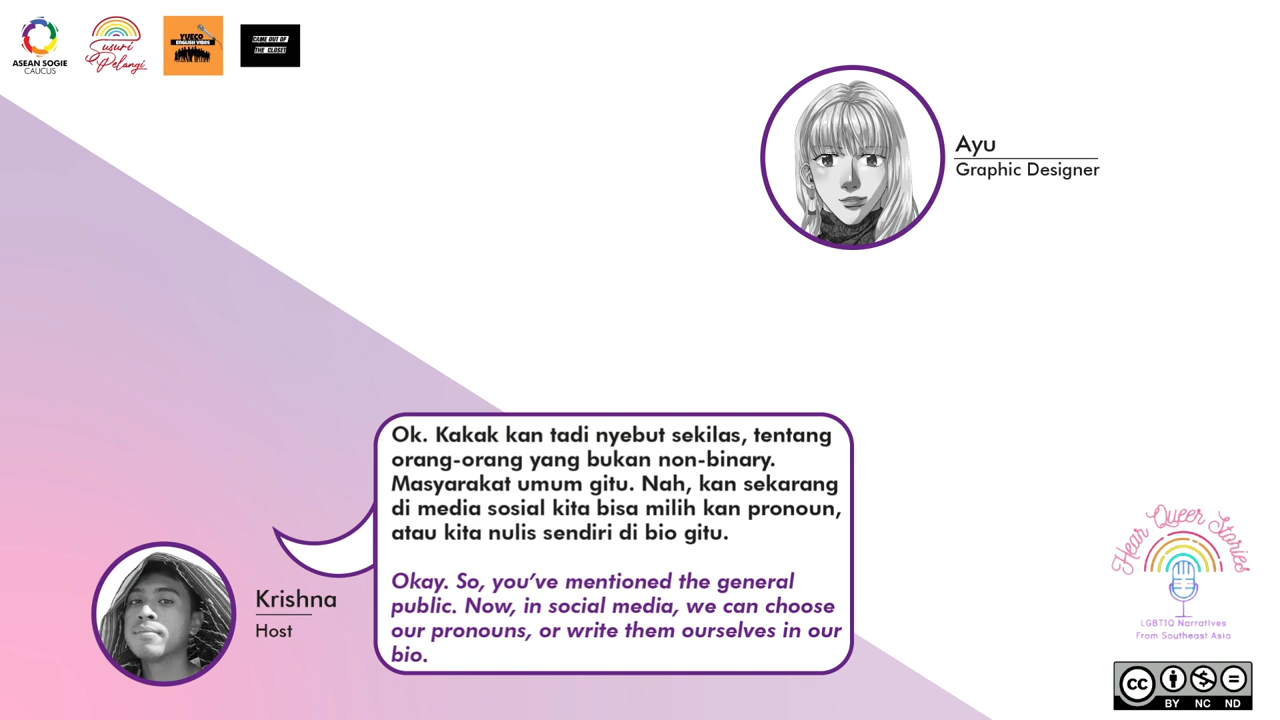 ASEAN SOGIE
CAUCUS
Susuri
Pelangi
YUECO
ENGLISH VIBES
CAME OUT OF
THE CLOSET
Ayu
Graphic Designer
Ok. Kakak kan tadi nyebut sekilas, tentang
orang-orang yang bukan non-binary.
Masyarakat umum gitu. Nah, kan sekarang
di media sosial kita bisa milih kan pronoun,
atau kita nulis sendiri di bio gitu.
Okay. So, you’ve mentioned the general
public. Now, in social media, we can choose
our pronouns, or write them ourselves in our
bio.
Krishna
Host
Hear Queer Stories
LGBTIQ Narratives
From Southeast Asia
cc
BY NC ND